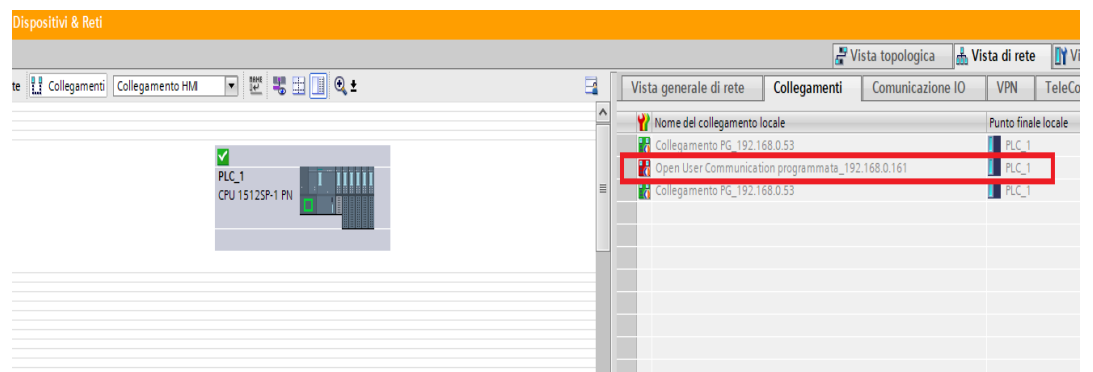 Dispositivi & Reti
Vista topologica Vista di rete Vi
te Collegamenti Collegamento HMI
Vista generale di rete Collegamenti Comunicazione IO VPN TeleCo
Nome del collegamento locale Punto finale locale
Collegamento PG_192.168.0.53 PLC_1
Open User Communication programmata_192.168.0.161 PLC_1
Collegamento PG_192.168.0.53 PLC_1
PLC_1
CPU 1512SP-1 PN